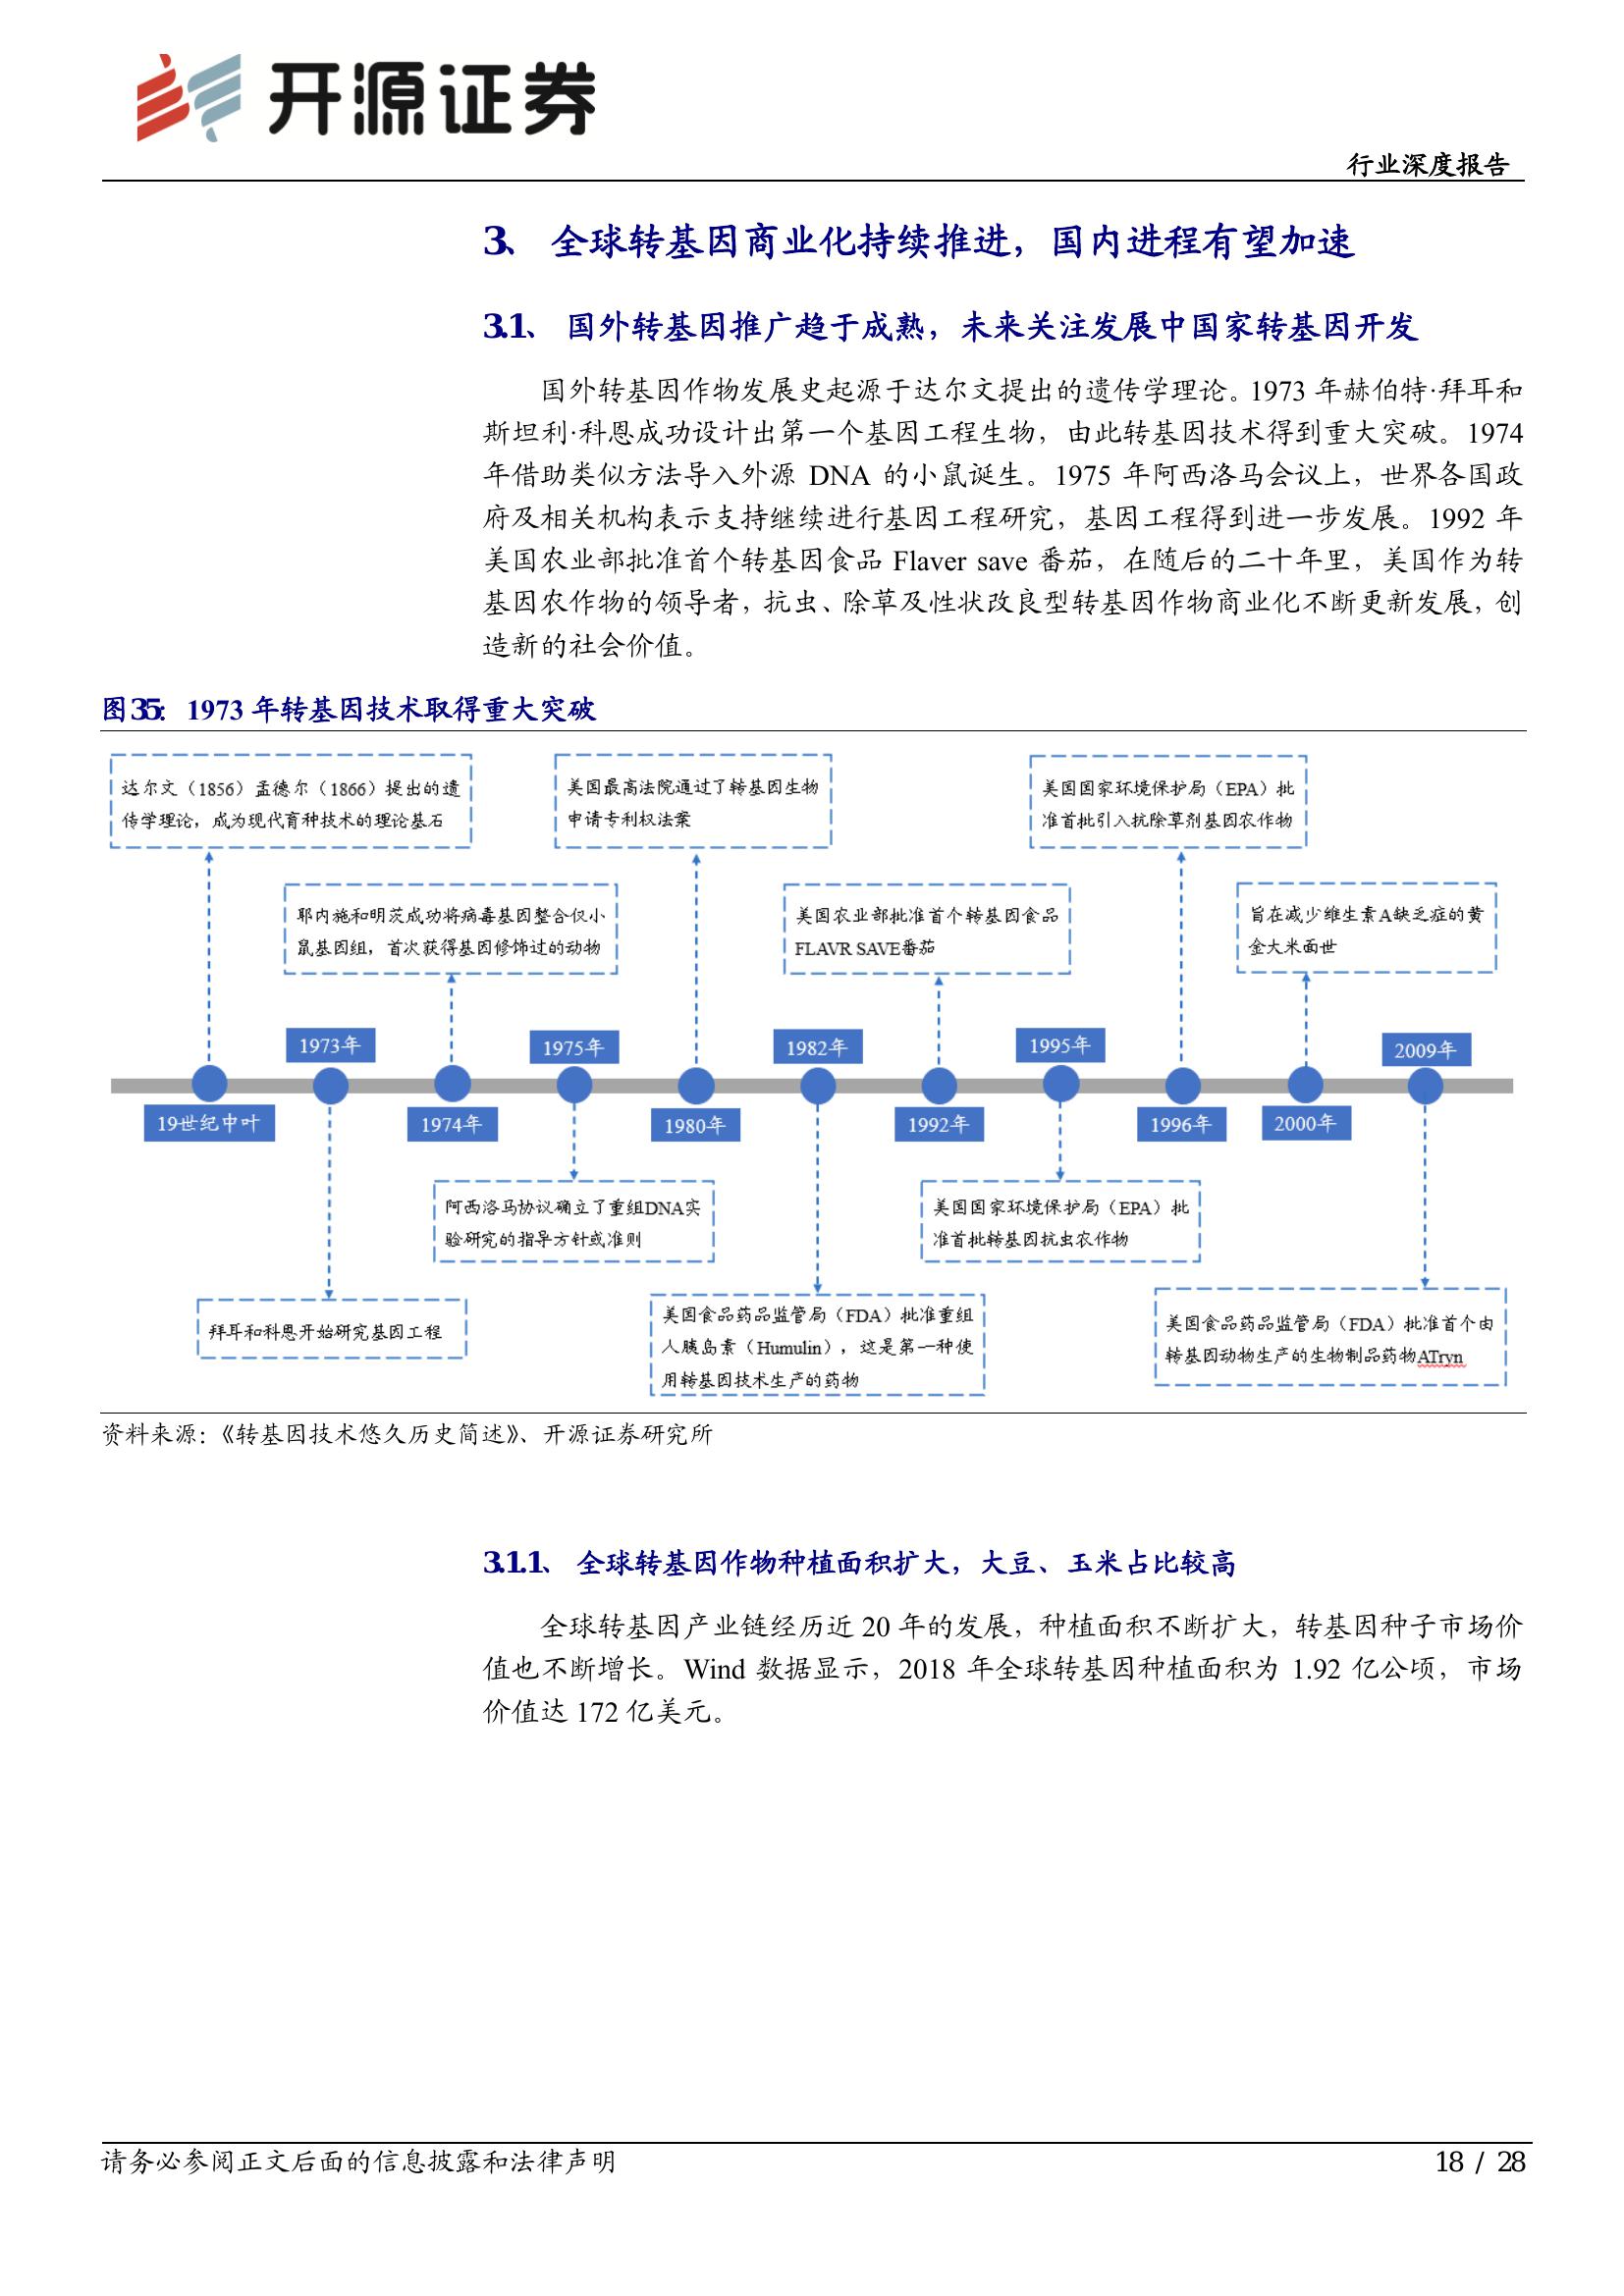 开源证券
行业深度报告
3、 全球转基因商业化持续推进，国内进程有望加速
3.1、 国外转基因推广趋于成熟，未来关注发展中国家转基因开发
国外转基因作物发展史起源于达尔文提出的遗传学理论。1973 年赫伯特·拜耳和
斯坦利·科恩成功设计出第一个基因工程生物，由此转基因技术得到重大突破。1974
年借助类似方法导入外源 DNA 的小鼠诞生。1975 年阿西洛马会议上，世界各国政
府及相关机构表示支持继续进行基因工程研究，基因工程得到进一步发展。1992 年
美国农业部批准首个转基因食品 Flaver save 番茄，在随后的二十年里，美国作为转
基因农作物的领导者，抗虫、除草及性状改良型转基因作物商业化不断更新发展，创
造新的社会价值。
图35： 1973 年转基因技术取得重大突破
达尔文（1856）孟德尔（1866）提出的遗
传学理论，成为现代育种技术的理论基石
美国最高法院通过了转基因生物
申请专利权法案
美国国家环境保护局（EPA）批
准首批引入抗除草剂基因农作物
耶内施和明茨成功将病毒基因整合仅小
鼠基因组，首次获得基因修饰过的动物
美国农业部批准首个转基因食品
FLAVR SAVE番茄
旨在减少维生素A缺乏症的黄
金大米面世
1973年
1975年
1982年
1995年
2009年
19世纪中叶
1974年
1980年
1992年
1996年
2000年
阿西洛马协议确立了重组DNA实
验研究的指导方针或准则
美国国家环境保护局（EPA）批
准首批转基因抗虫农作物
拜耳和科恩开始研究基因工程
美国食品药品监管局（FDA）批准重组
人胰岛素（Humulin），这是第一种使
用转基因技术生产的药物
美国食品药品监管局（FDA）批准首个由
转基因动物生产的生物制品药物ATryn
资料来源：《转基因技术悠久历史简述》、开源证券研究所
3.1.1、 全球转基因作物种植面积扩大，大豆、玉米占比较高
全球转基因产业链经历近 20 年的发展，种植面积不断扩大，转基因种子市场价
值也不断增长。Wind 数据显示，2018 年全球转基因种植面积为 1.92 亿公顷，市场
价值达 172 亿美元。
请务必参阅正文后面的信息披露和法律声明
18 / 28